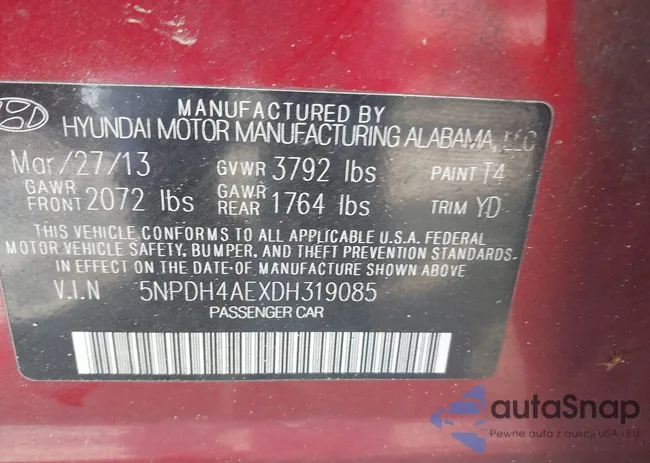 MANUFACTURED BY
HYUNDAI MOTOR MANUFACTURING ALABAMA, LLC
Mar/27/13 GVWR 3792 lbs PAINT T4
GAWR FRONT 2072 lbs GAWR REAR 1764 lbs TRIM YD
THIS VEHICLE CONFORMS TO ALL APPLICABLE U.S.A. FEDERAL
MOTOR VEHICLE SAFETY, BUMPER, AND THEFT PREVENTION STANDARDS
IN EFFECT ON THE DATE OF MANUFACTURE SHOWN ABOVE.
V.I.N 5NPDH4AEXDH319085
PASSENGER CAR
autoSnap
Pewne auta z aukcji USA - EU